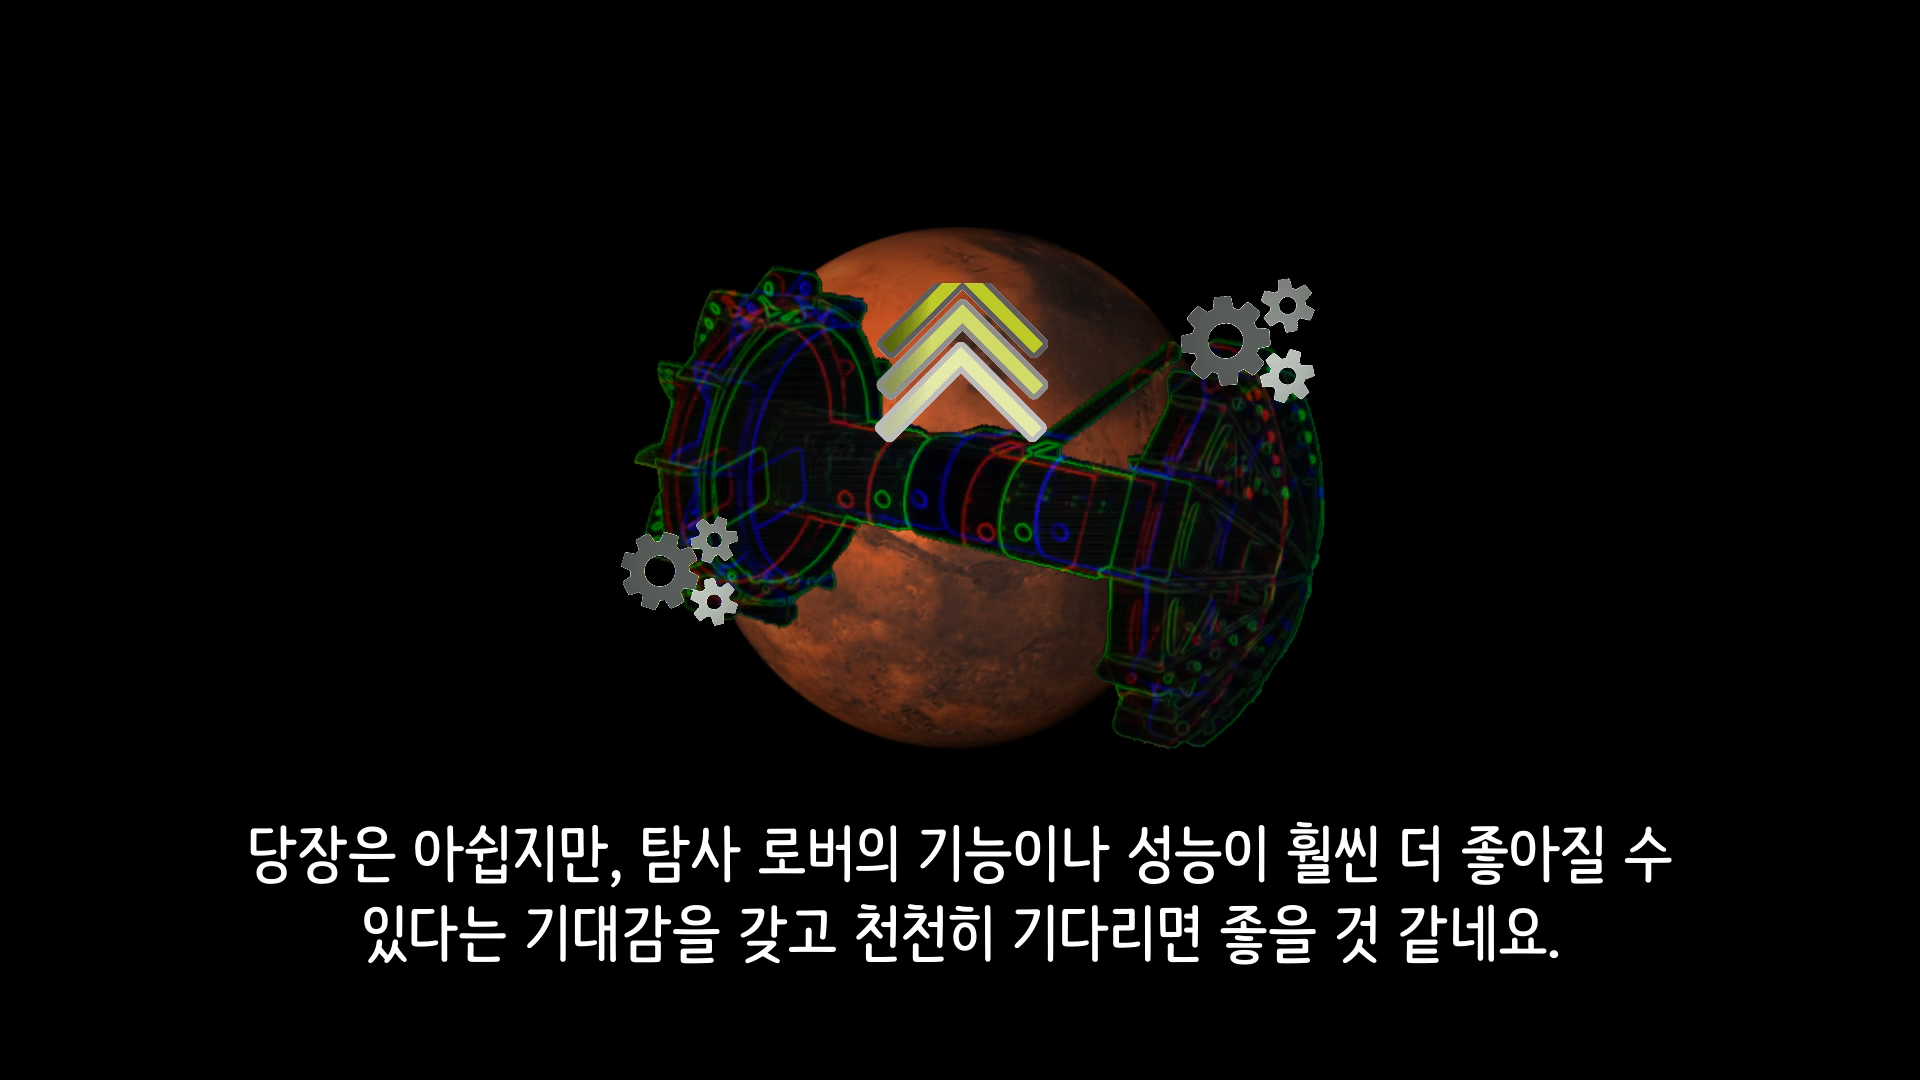 당장은 아쉽지만, 탐사 로버의 기능이나 성능이 훨씬 더 좋아질 수
있다는 기대감을 갖고 천천히 기다리면 좋을 것 같네요.